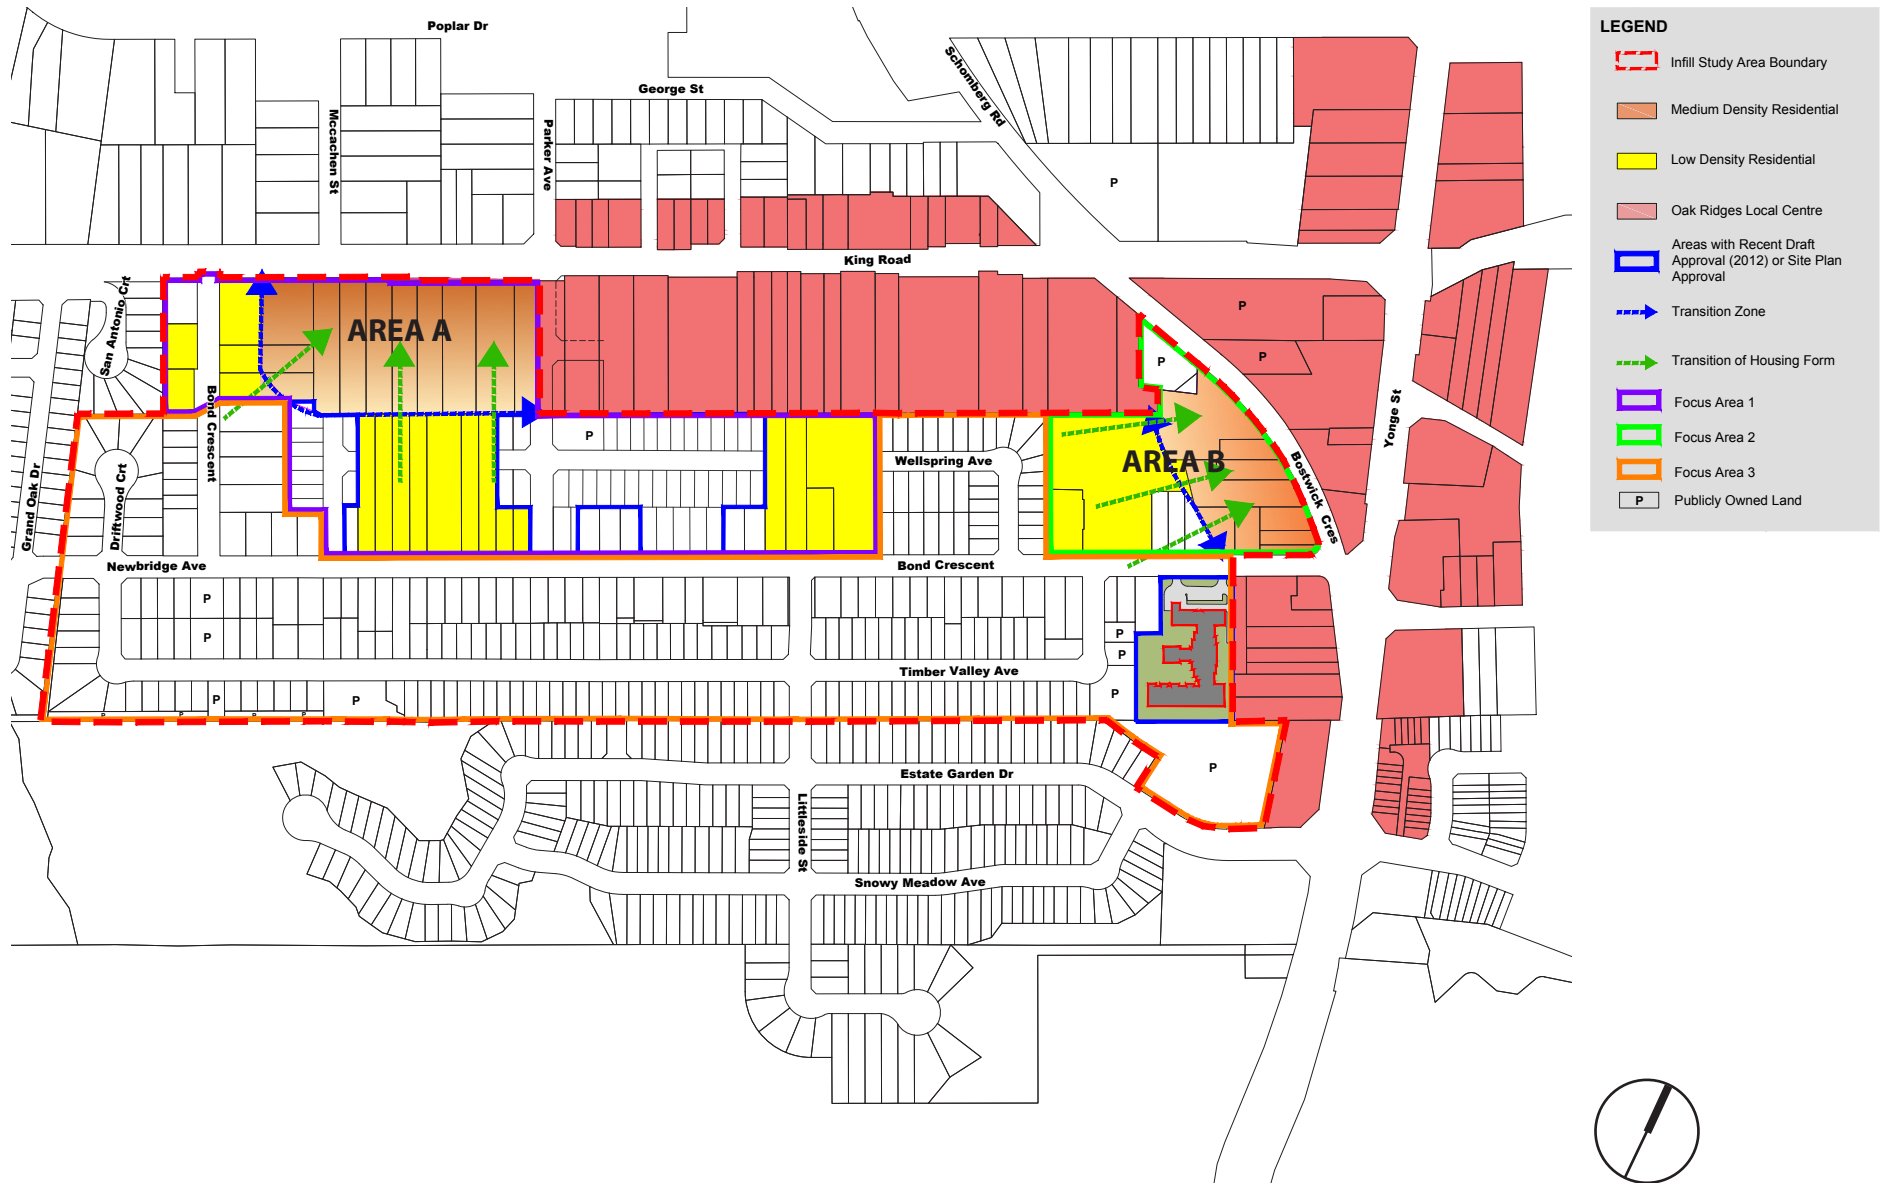 Poplar Dr
George St
Schomberg Rd
Mccachen St
Parker Ave
P
King Road
San Antonio Crt
P
AREA A
P
P
Bond Crescent
Yonge St
P
Wellspring Ave
AREA B
Bostwick Cres
Grand Oak Dr
Driftwood Crt
Newbridge Ave
Bond Crescent
P
P
P
P
Timber Valley Ave
P
P
P
P
P
P
P
P
Estate Garden Dr
Littleside St
Snowy Meadow Ave
LEGEND
Infill Study Area Boundary
Medium Density Residential
Low Density Residential
Oak Ridges Local Centre
Areas with Recent Draft
Approval (2012) or Site Plan
Approval
Transition Zone
Transition of Housing Form
Focus Area 1
Focus Area 2
Focus Area 3
P Publicly Owned Land